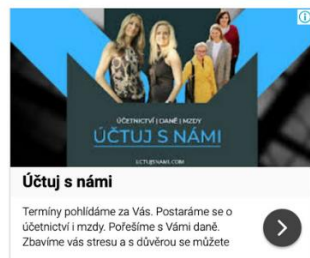 ÚČETNICTVÍ | DANĚ | MZDY
ÚČTUJ S NÁMI
UCTUJSNAMI.COM
Účtuj s námi
Termíny pohlídáme za Vás. Postaráme se o
účetnictví i mzdy. Pořešíme s Vámi daně.
Zbavíme vás stresu a s důvěrou se můžete